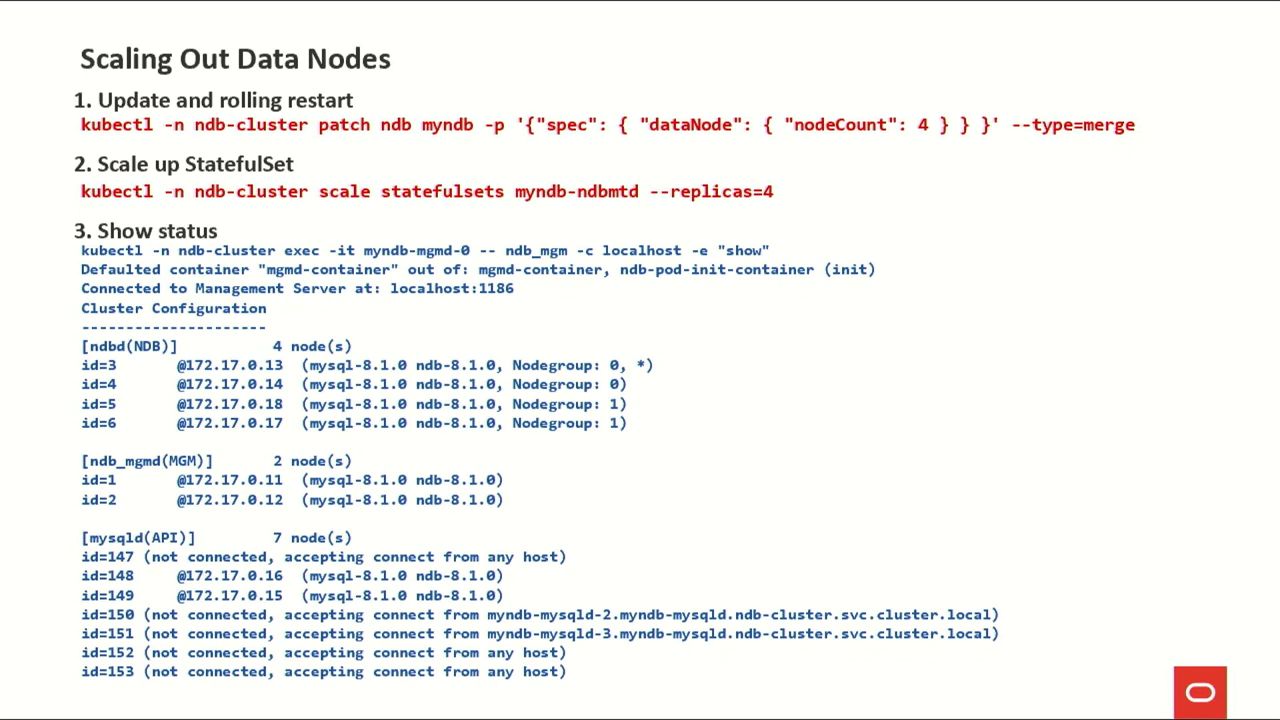 Scaling Out Data Nodes
1. Update and rolling restart
kubectl -n ndb-cluster patch ndb myndb -p '{"spec": { "dataNode": { "nodeCount": 4 } } }' --type=merge
2. Scale up StatefulSet
kubectl -n ndb-cluster scale statefulsets myndb-ndbmtd --replicas=4
3. Show status
kubectl -n ndb-cluster exec -it myndb-mgmd-0 -- ndb_mgm -c localhost -e "show"
Defaulted container "mgmd-container" out of: mgmd-container, ndb-pod-init-container (init)
Connected to Management Server at: localhost:1186
Cluster Configuration
---------------------
[ndbd(NDB)]           4 node(s)
id=3       @172.17.0.13  (mysql-8.1.0 ndb-8.1.0, Nodegroup: 0, *)
id=4       @172.17.0.14  (mysql-8.1.0 ndb-8.1.0, Nodegroup: 0)
id=5       @172.17.0.18  (mysql-8.1.0 ndb-8.1.0, Nodegroup: 1)
id=6       @172.17.0.17  (mysql-8.1.0 ndb-8.1.0, Nodegroup: 1)
[ndb_mgmd(MGM)]       2 node(s)
id=1       @172.17.0.11  (mysql-8.1.0 ndb-8.1.0)
id=2       @172.17.0.12  (mysql-8.1.0 ndb-8.1.0)
[mysqld(API)]         7 node(s)
id=147 (not connected, accepting connect from any host)
id=148     @172.17.0.16  (mysql-8.1.0 ndb-8.1.0)
id=149     @172.17.0.15  (mysql-8.1.0 ndb-8.1.0)
id=150 (not connected, accepting connect from myndb-mysqld-2.myndb-mysqld.ndb-cluster.svc.cluster.local)
id=151 (not connected, accepting connect from myndb-mysqld-3.myndb-mysqld.ndb-cluster.svc.cluster.local)
id=152 (not connected, accepting connect from any host)
id=153 (not connected, accepting connect from any host)